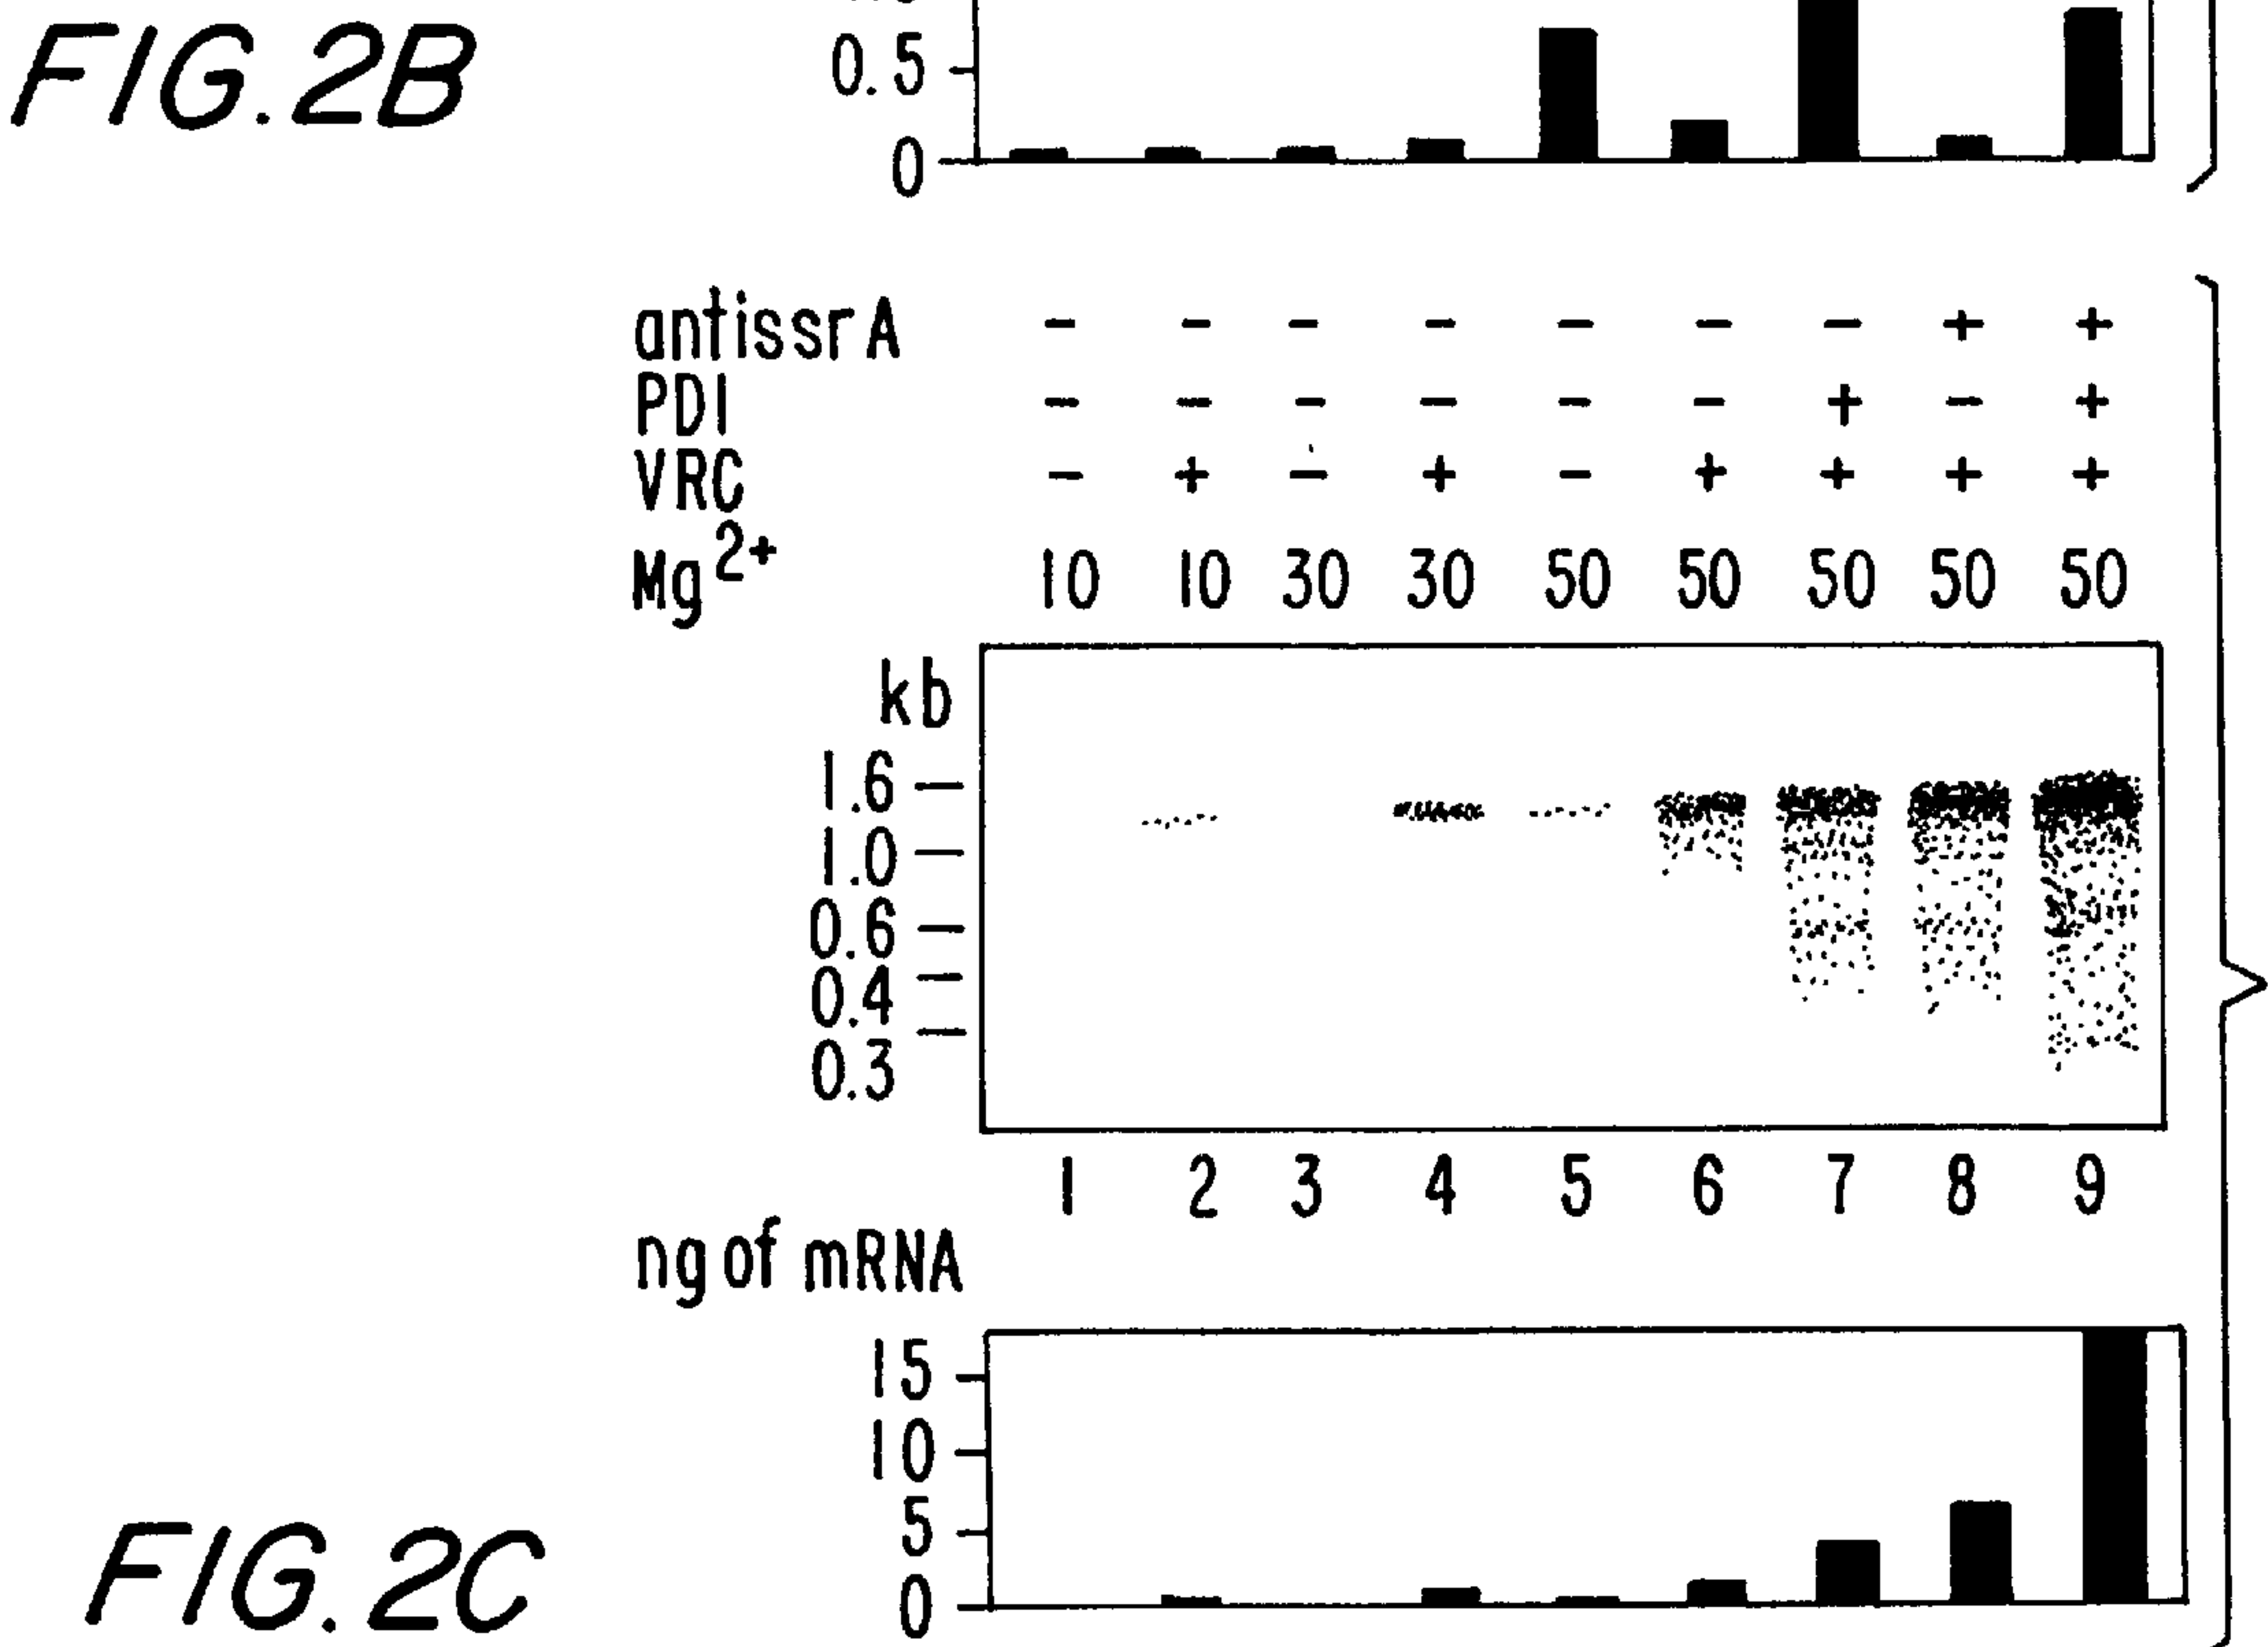 FIG. 2B
0.5
0
antissrA - - - - - - - + +
PDI - - - - - - + - +
VRC - + - + - + + + +
Mg2+ 10 10 30 30 50 50 50 50 50
kb
1.6
1.0
0.6
0.4
0.3
1 2 3 4 5 6 7 8 9
ng of mRNA
15
10
5
0
FIG. 2C